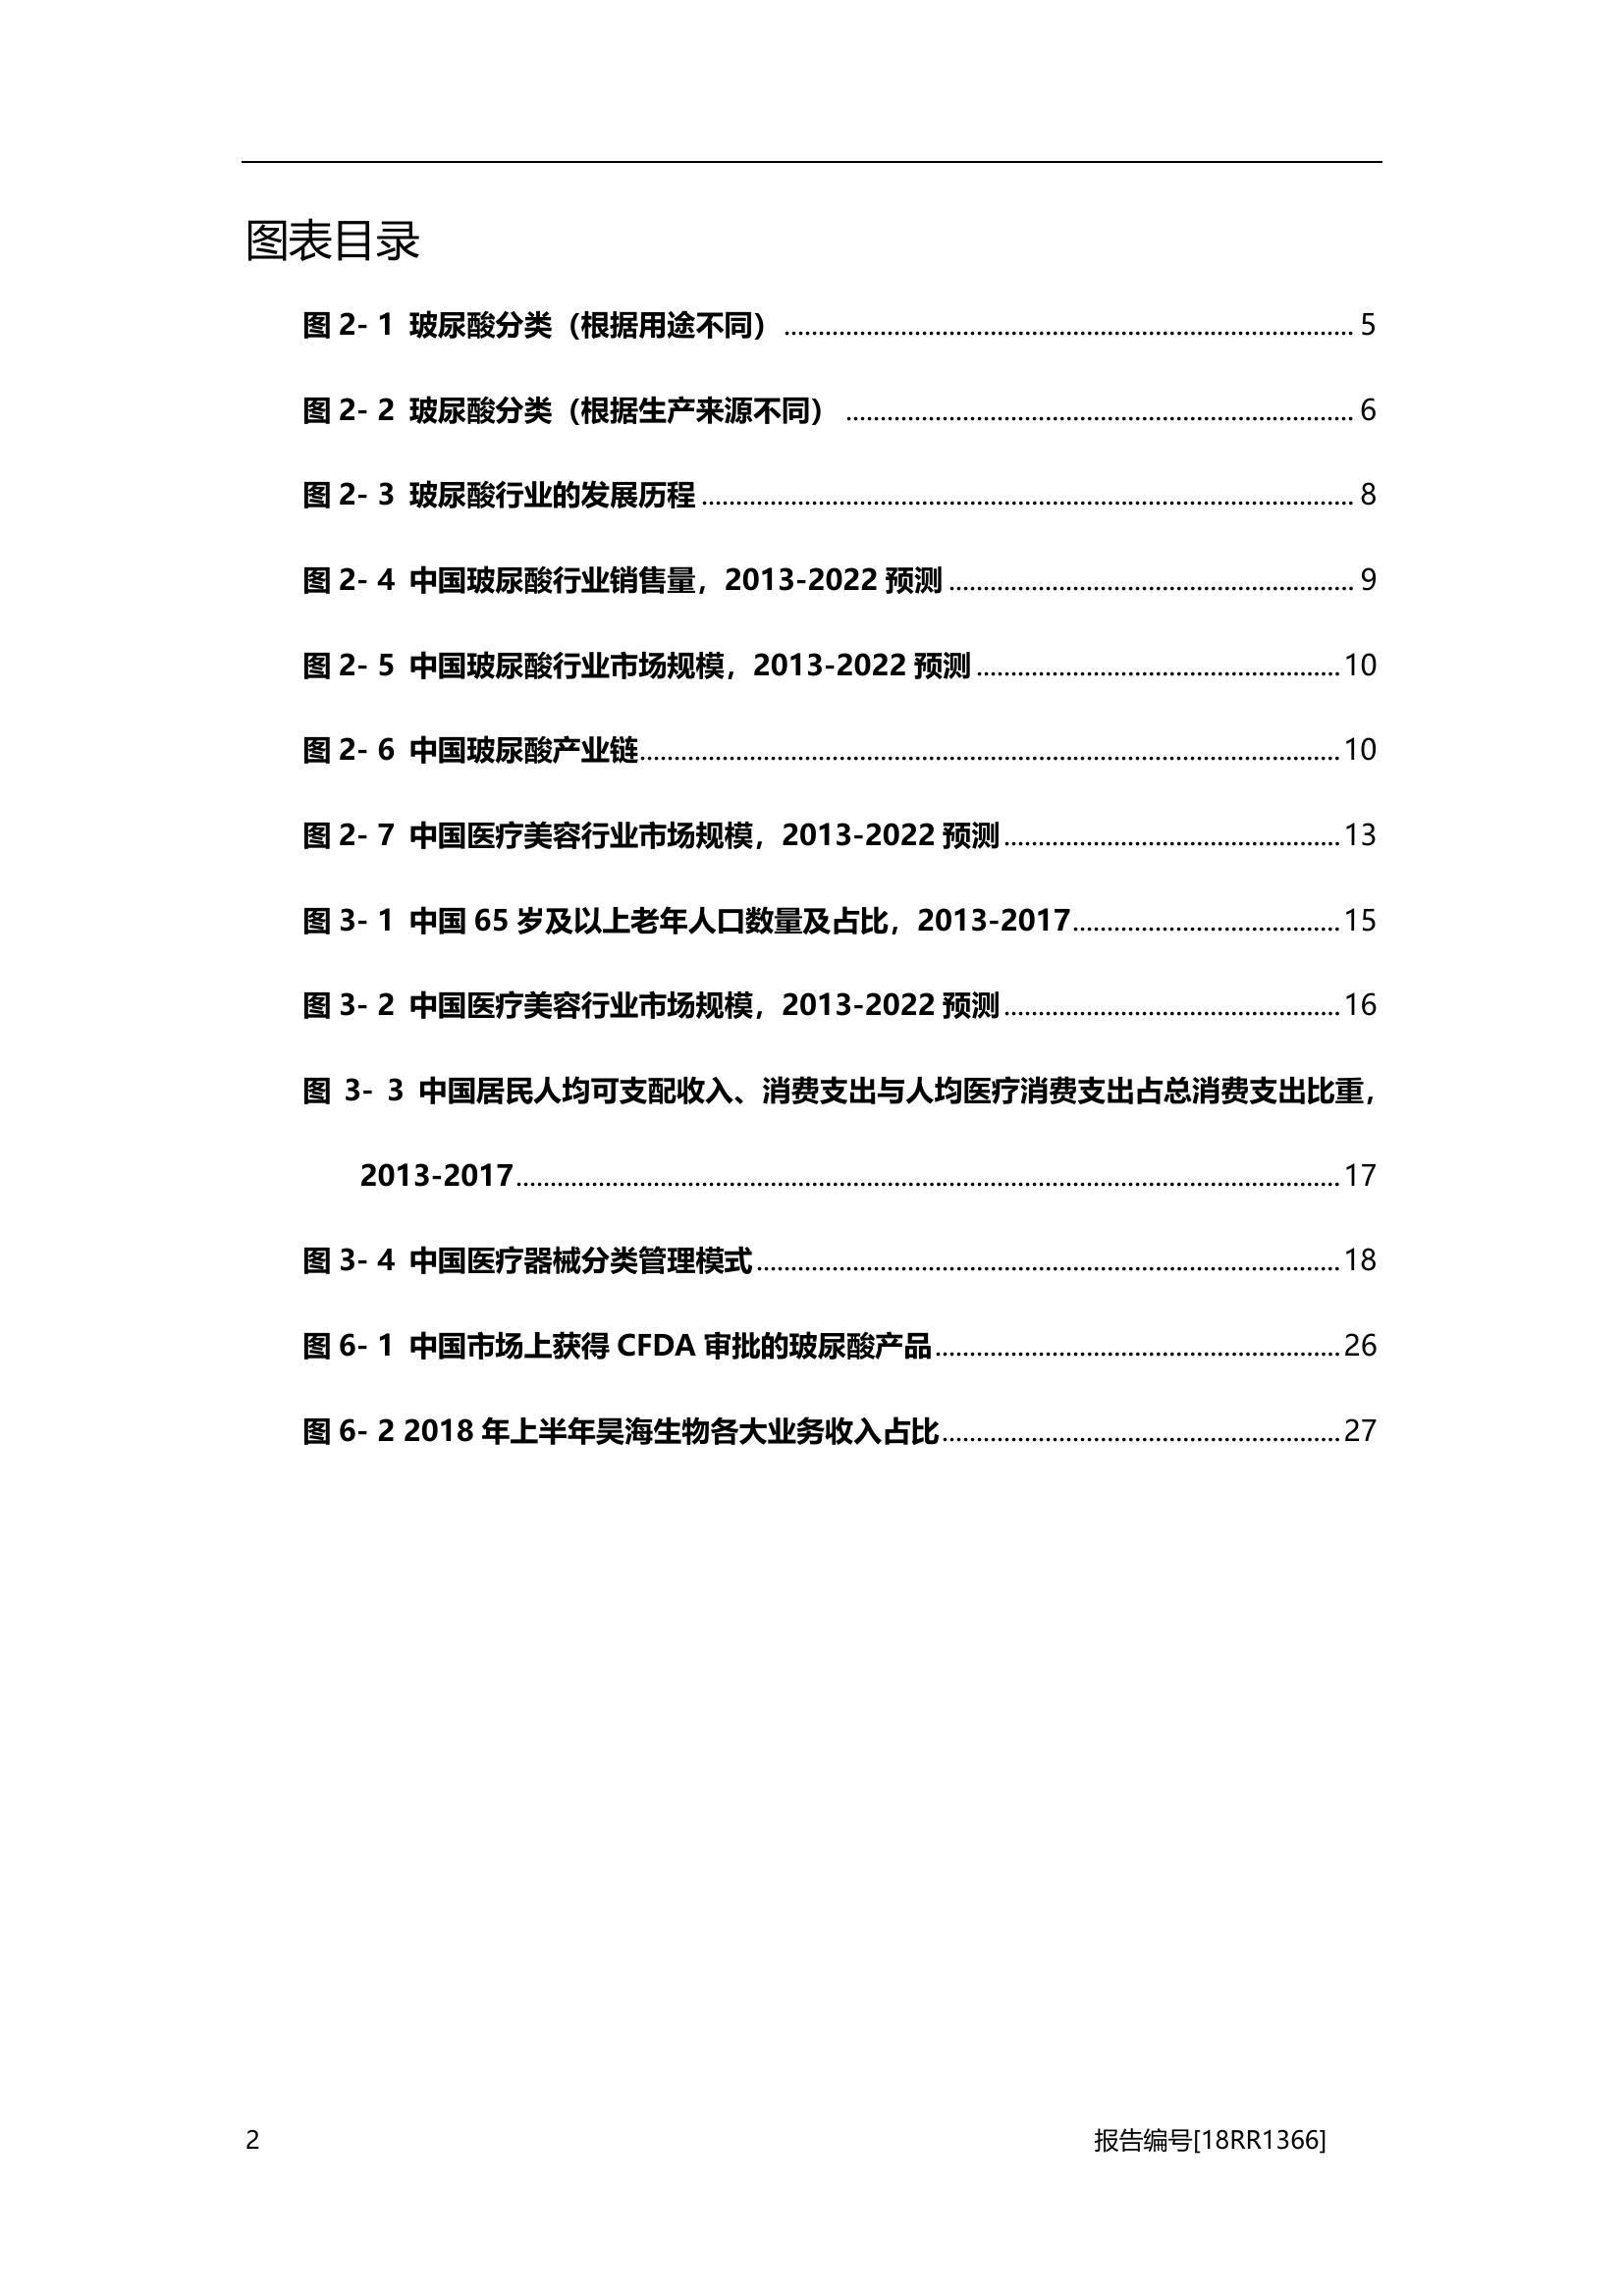 图表目录
图 2- 1 玻尿酸分类（根据用途不同） ........ 5
图 2- 2 玻尿酸分类（根据生产来源不同） ........ 6
图 2- 3 玻尿酸行业的发展历程 ........ 8
图 2- 4 中国玻尿酸行业销售量，2013-2022 预测 ........ 9
图 2- 5 中国玻尿酸行业市场规模，2013-2022 预测 ........ 10
图 2- 6 中国玻尿酸产业链 ........ 10
图 2- 7 中国医疗美容行业市场规模，2013-2022 预测 ........ 13
图 3- 1 中国 65 岁及以上老年人口数量及占比，2013-2017 ........ 15
图 3- 2 中国医疗美容行业市场规模，2013-2022 预测 ........ 16
图 3- 3 中国居民人均可支配收入、消费支出与人均医疗消费支出占总消费支出比重，
2013-2017 ........ 17
图 3- 4 中国医疗器械分类管理模式 ........ 18
图 6- 1 中国市场上获得 CFDA 审批的玻尿酸产品 ........ 26
图 6- 2 2018 年上半年昊海生物各大业务收入占比 ........ 27
2 报告编号[18RR1366]